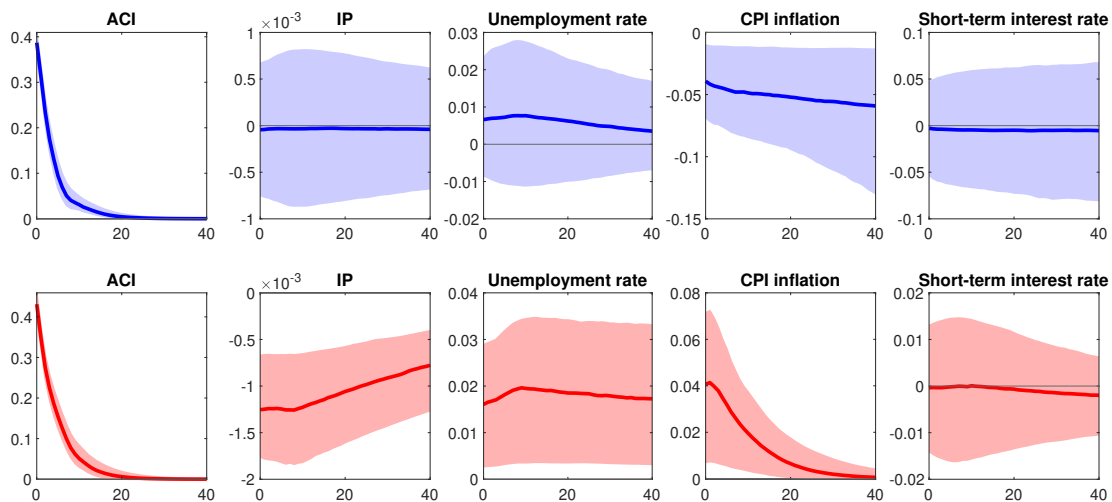 ACI IP Unemployment rate CPI inflation Short-term interest rate
×10⁻³
0.4 1 0.03 0 0.1
0.3 0.5 0.02 -0.05 0.05
0.2 0 0.01 -0.1 0
0.1 -0.5 0 -0.15 -0.05
0 -1 -0.01 -0.1
-0.02
0 20 40 0 20 40 0 20 40 0 20 40 0 20 40
ACI IP Unemployment rate CPI inflation Short-term interest rate
×10⁻³
0.4 0 0.04 0.08 0.02
0.3 -0.5 0.03 0.06 0.01
0.2 -1 0.02 0.04 0
0.1 -1.5 0.01 0.02 -0.01
0 -2 0 0 -0.02
0 20 40 0 20 40 0 20 40 0 20 40 0 20 40